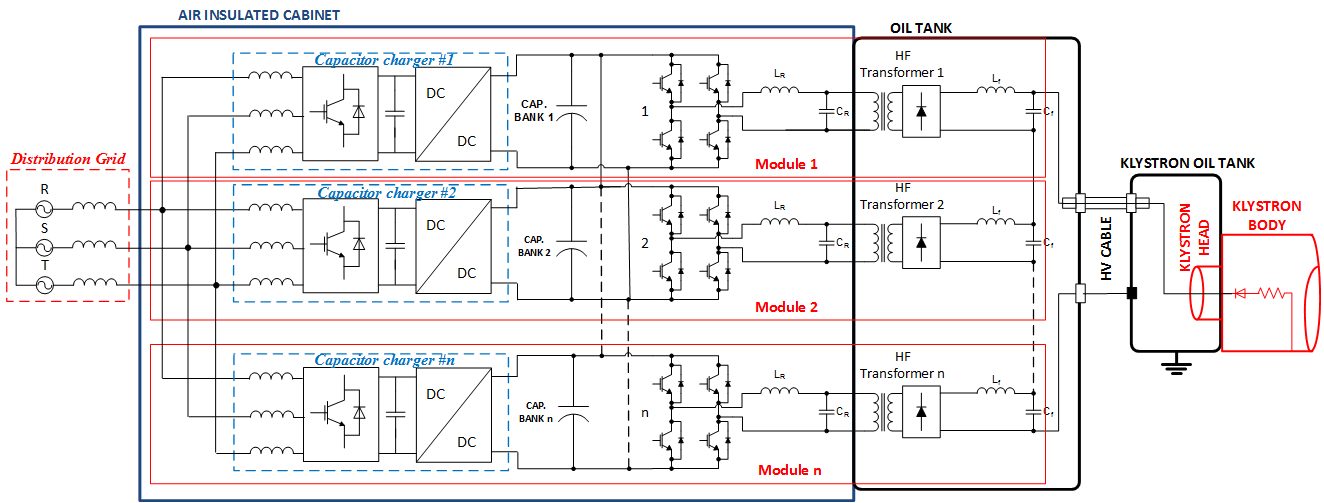 AIR INSULATED CABINET
OIL TANK
Capacitor charger #1
DC
DC
CAP.
BANK 1
1
LR
CR
HF
Transformer 1
Lf
Cf
Module 1
Distribution Grid
R
S
T
Capacitor charger #2
DC
DC
CAP.
BANK 2
2
LR
CR
HF
Transformer 2
Lf
Cf
Module 2
Capacitor charger #n
DC
DC
CAP.
BANK n
n
LR
CR
HF
Transformer n
Lf
Cf
Module n
HV CABLE
KLYSTRON OIL TANK
KLYSTRON
HEAD
KLYSTRON
BODY